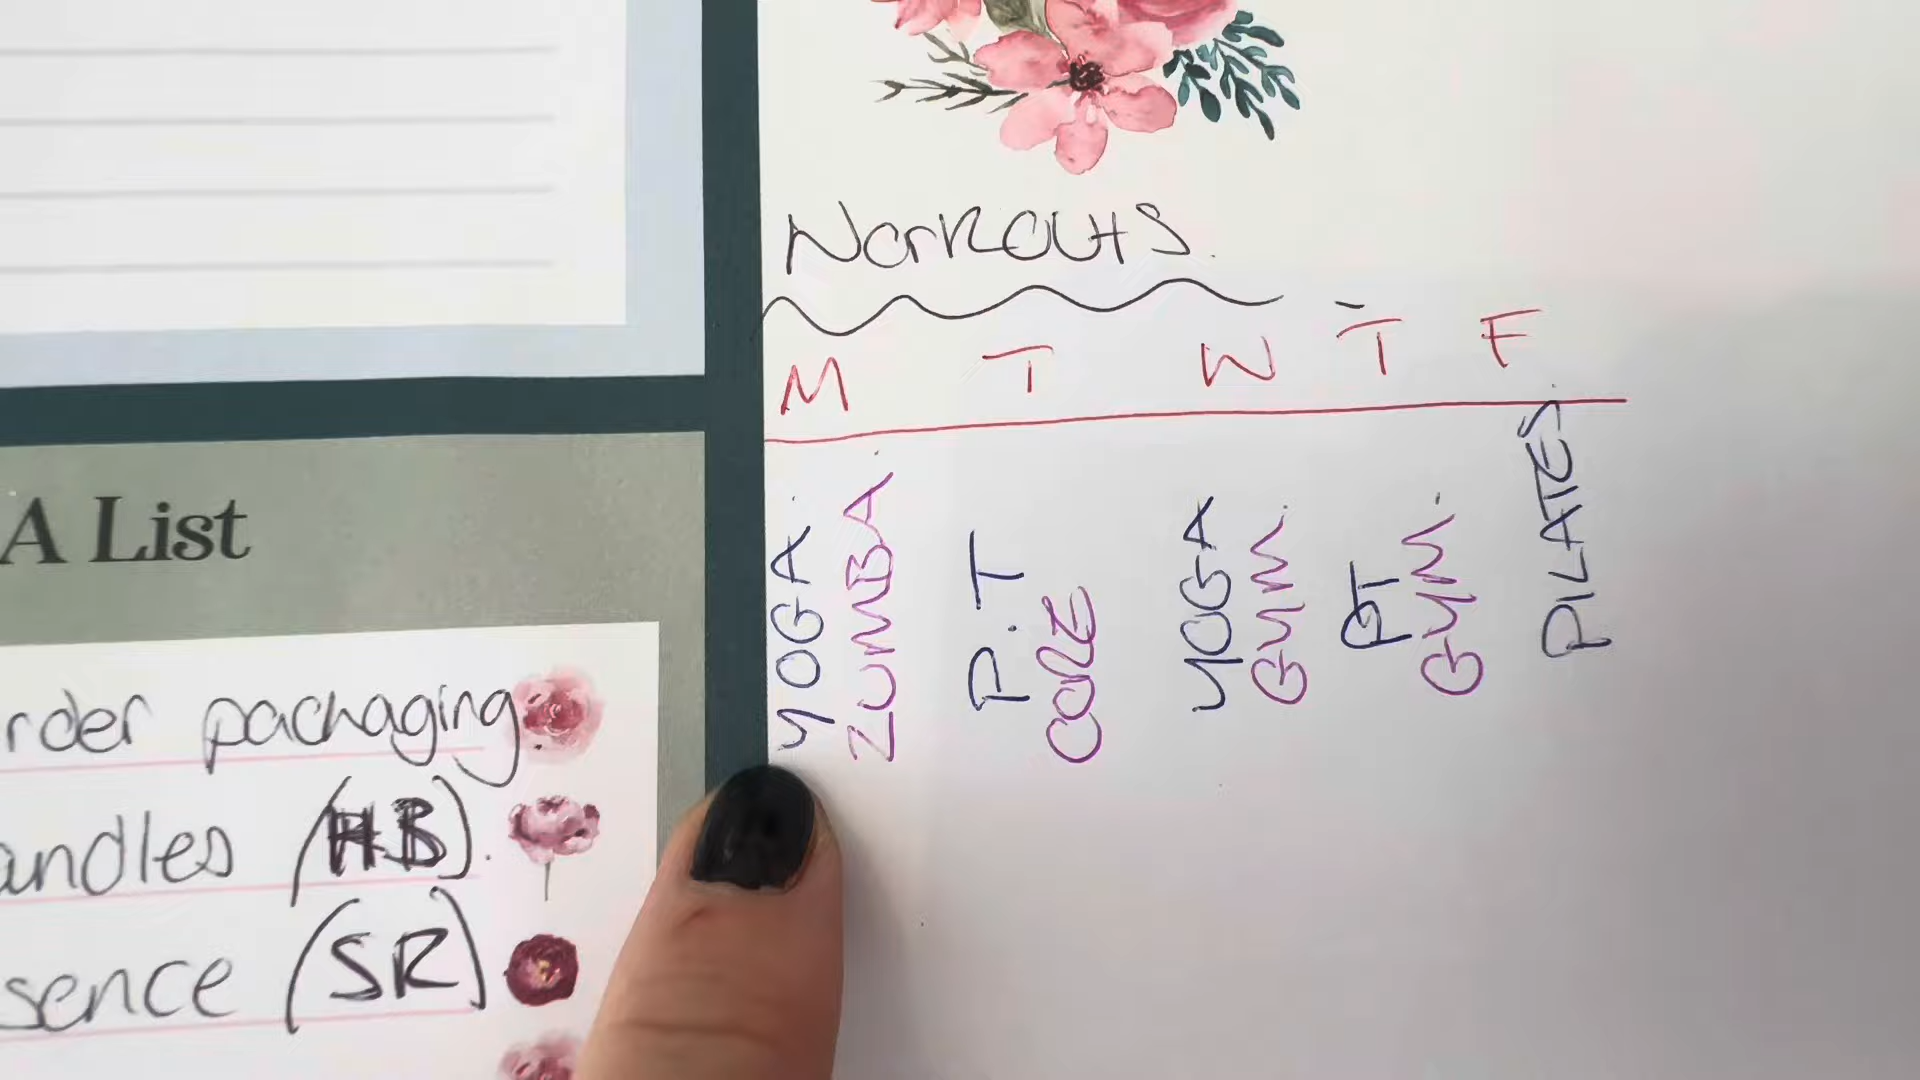 Workouts.
M T W T F
YOGA.
ZUMBA
P.T
CORE
YOGA
GYM.
PT
GYM.
PILATES
A List
rder packaging
andles (HB).
sence (SR)